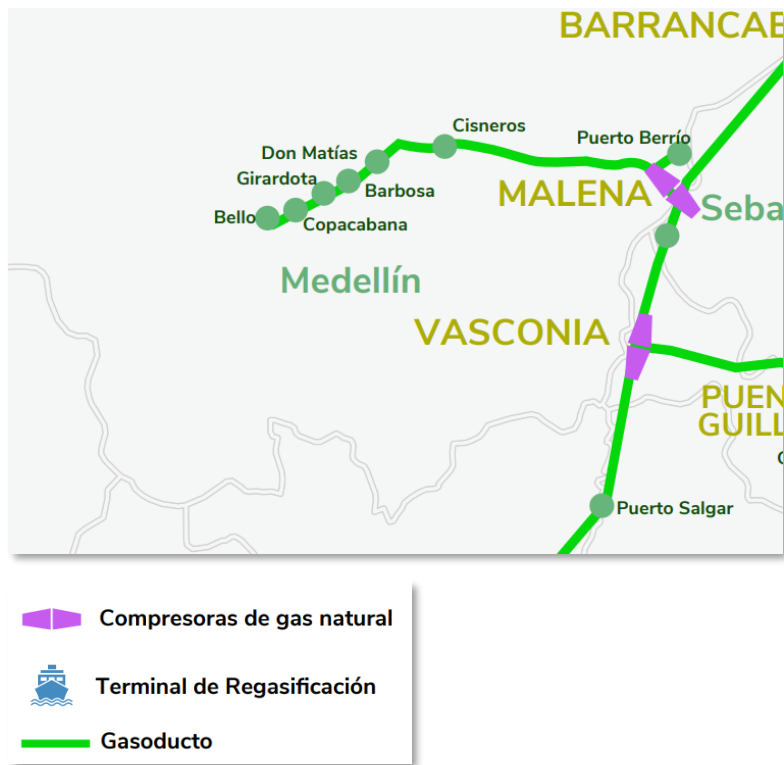 BARRANCAB
Cisneros
Puerto Berrío
Don Matías
Girardota
Barbosa
MALENA
Seba
Bello
Copacabana
Medellín
VASCONIA
PUEN
GUILL
Puerto Salgar
Compresoras de gas natural
Terminal de Regasificación
Gasoducto